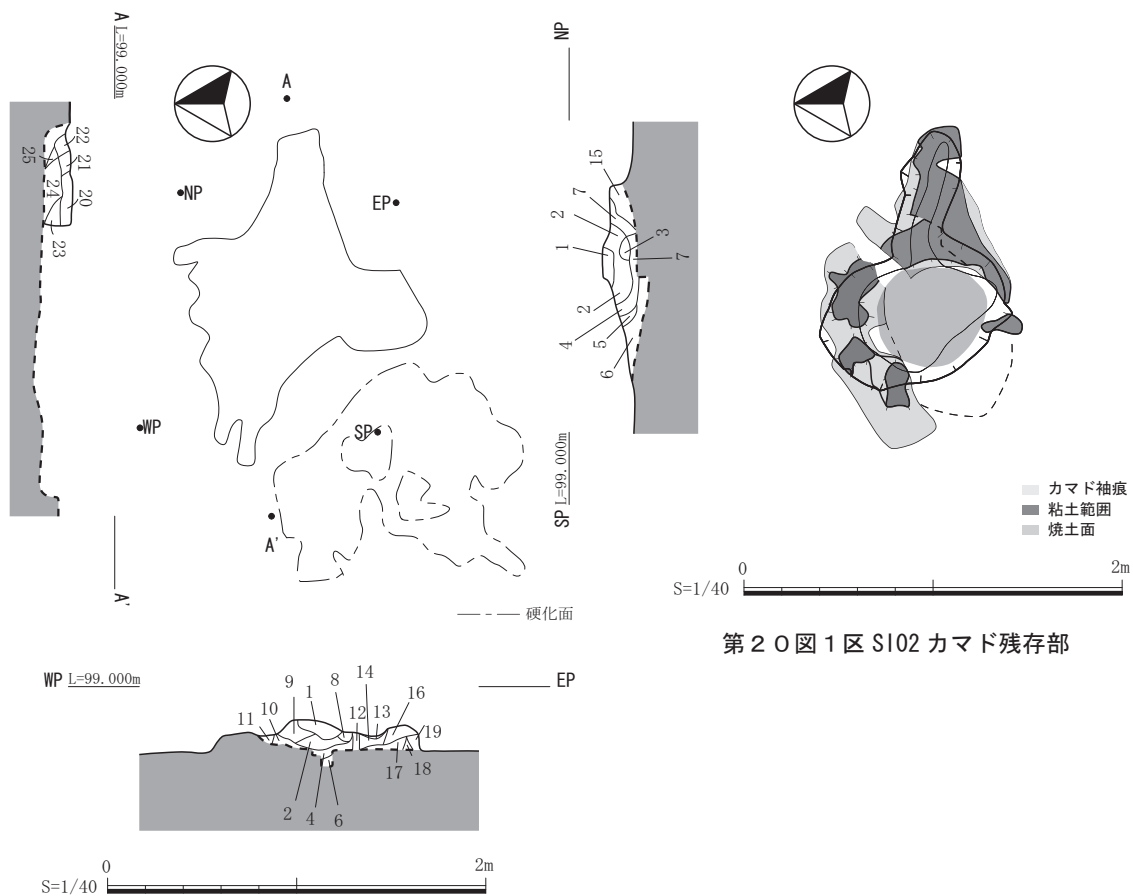 A L=99.000m
22
21
25
24
20
23
A'
A
NP
EP
WP
SP
A'
硬化面
NP
15
7
2
3
1
7
2
4
5
6
SP L=99.000m
カマド袖痕
粘土範囲
焼土面
0 2m
S=1/40
第20図1区SI02カマド残存部
WP L=99.000m EP
9 1 8 14 16
11 10 12 13 19
17 18
2 4 6
0 2m
S=1/40